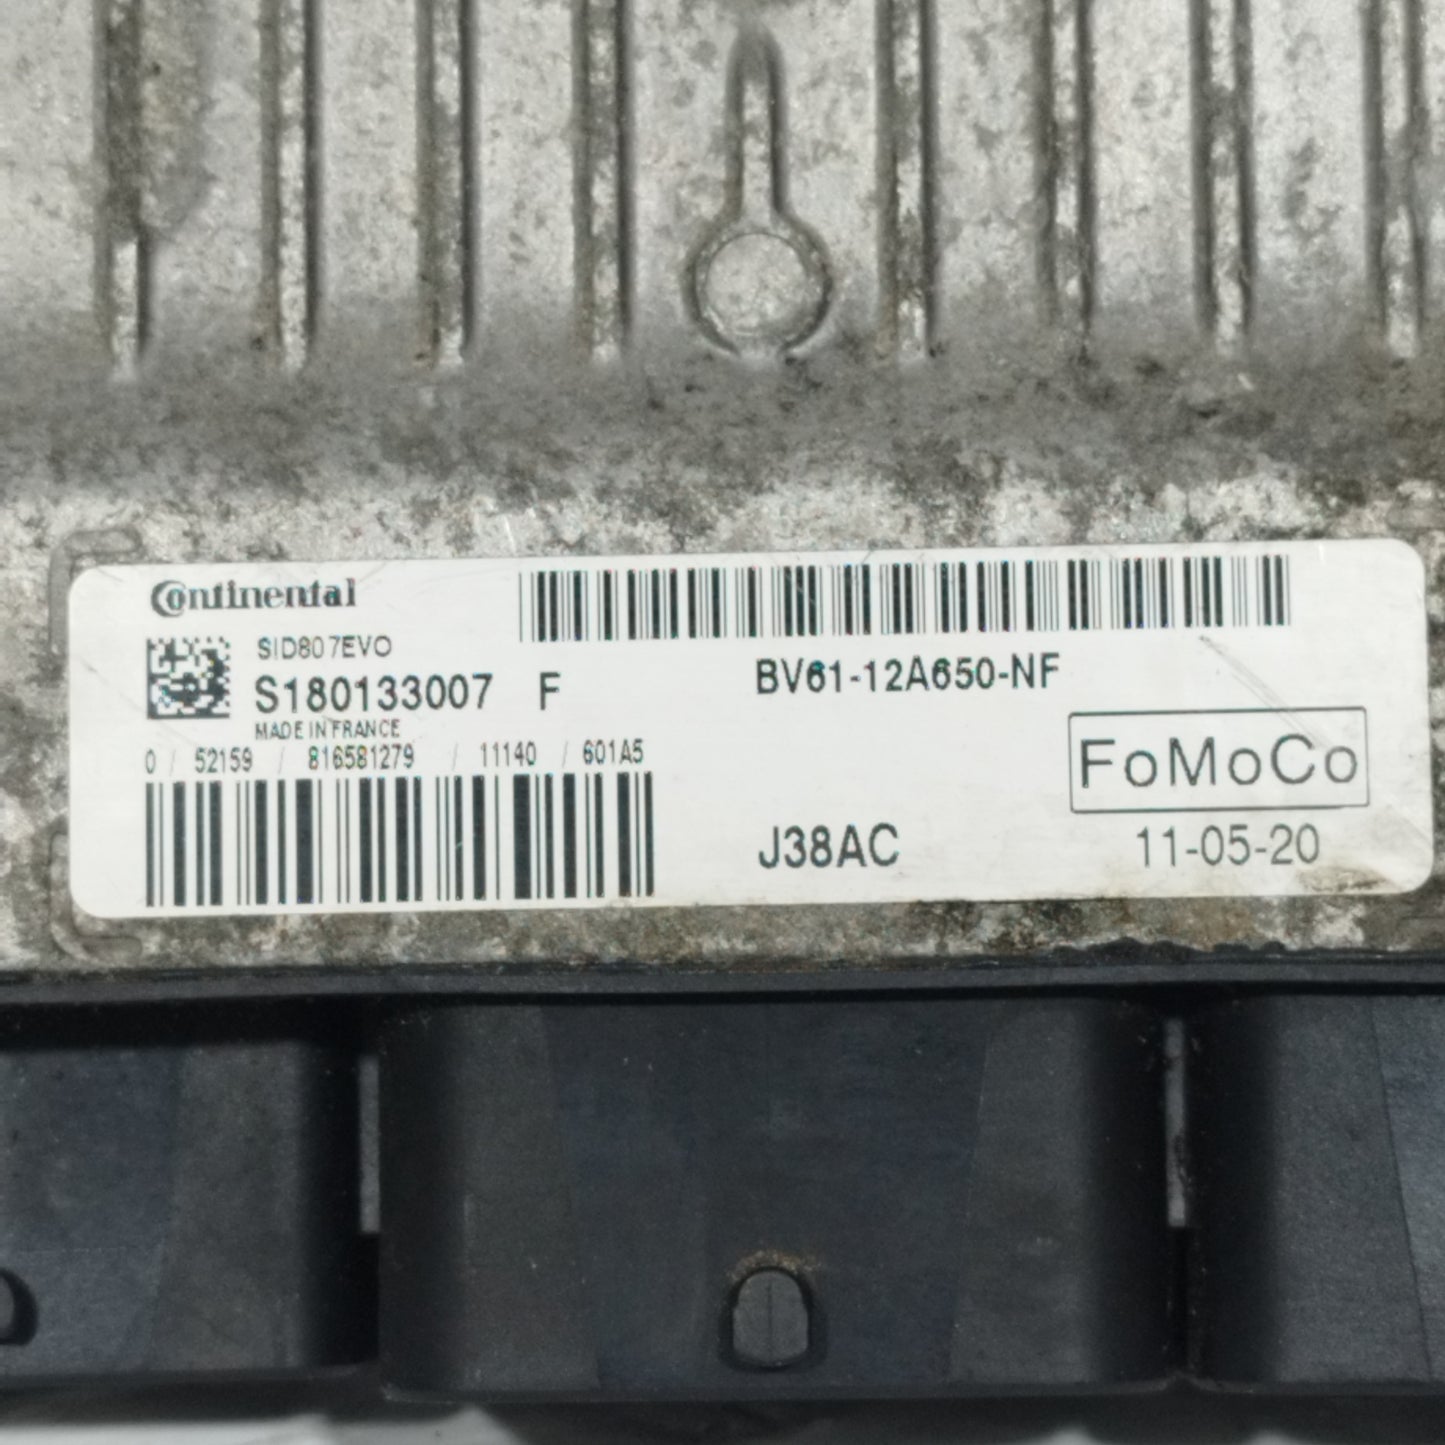 Continental
SID807EVO
S180133007 F
BV61-12A650-NF
MADE IN FRANCE
0 / 52159 / 816581279 / 11140 / 601A5
FoMoCo
J38AC
11-05-20